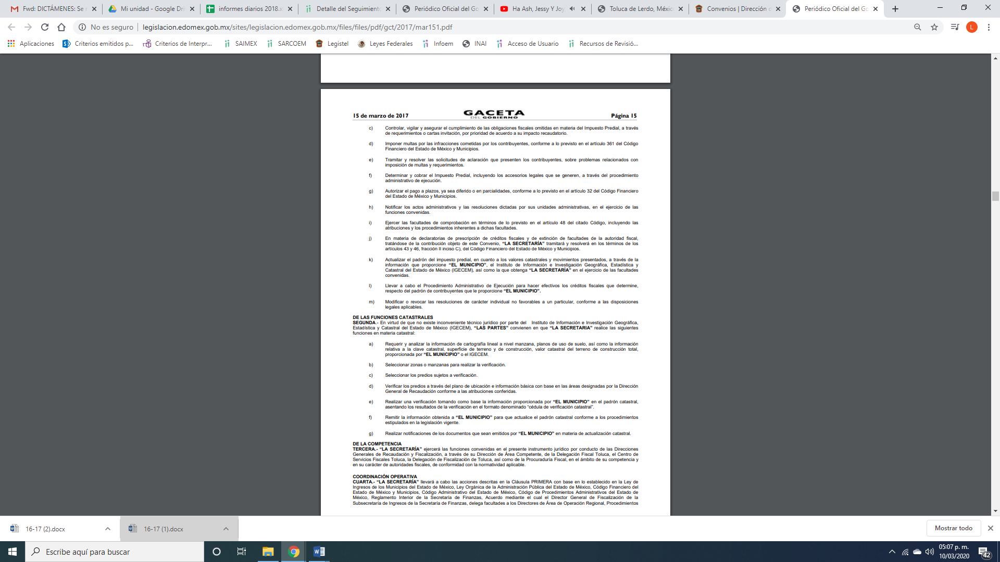 Fwd: DICTÁMENES: Se r
Mi unidad - Google Dri
informes diarios 2018.x
Detalle del Seguimiento
Periódico Oficial del Go
Ha Ash, Jessy Y Joy
Toluca de Lerdo, México
Convenios | Dirección d
Periódico Oficial del Go
No es seguro | legislacion.edomex.gob.mx/sites/legislacion.edomex.gob.mx/files/files/pdf/gct/2017/mar151.pdf
L
Aplicaciones Criterios emitidos p... Criterios de Interpr... SAIMEX SARCOEM Legistel Leyes Federales Infoem INAI Acceso de Usuario Recursos de Revisió...
15 de marzo de 2017 GACETA DEL GOBIERNO Página 15
c) Controlar, vigilar y asegurar el cumplimiento de las obligaciones fiscales omitidas en materia del Impuesto Predial, a través
de requerimientos o cartas invitación, por prioridad de acuerdo a su impacto recaudatorio.
d) Imponer multas por las infracciones cometidas por los contribuyentes, conforme a lo previsto en el artículo 361 del Código
Financiero del Estado de México y Municipios.
e) Tramitar y resolver las solicitudes de aclaración que presenten los contribuyentes, sobre problemas relacionados con
imposición de multas y requerimientos.
f) Determinar y cobrar el Impuesto Predial, incluyendo los accesorios legales que se generen, a través del procedimiento
administrativo de ejecución.
g) Autorizar el pago a plazos, ya sea diferido o en parcialidades, conforme a lo previsto en el artículo 32 del Código Financiero
del Estado de México y Municipios.
h) Notificar los actos administrativos y las resoluciones dictadas por sus unidades administrativas, en el ejercicio de las
funciones convenidas.
i) Ejercer las facultades de comprobación en términos de lo previsto en el artículo 48 del citado Código, incluyendo las
atribuciones y los procedimientos inherentes a dichas facultades.
j) En materia de declaratorias de prescripción de créditos fiscales y de extinción de facultades de la autoridad fiscal,
tratándose de la contribución objeto de este Convenio, “LA SECRETARÍA” tramitará y resolverá en los términos de los
artículos 43 y 46, fracción II inciso C), del Código Financiero del Estado de México y Municipios.
k) Actualizar el padrón del impuesto predial, en cuanto a los valores catastrales y movimientos presentados, a través de la
información que proporcione “EL MUNICIPIO”, el Instituto de Información e Investigación Geográfica, Estadística y
Catastral del Estado de México (IGECEM), así como la que obtenga “LA SECRETARÍA” en el ejercicio de las facultades
convenidas.
l) Llevar a cabo el Procedimiento Administrativo de Ejecución para hacer efectivos los créditos fiscales que determine,
respecto del padrón de contribuyentes que le proporcione “EL MUNICIPIO”.
m) Modificar o revocar las resoluciones de carácter individual no favorables a un particular, conforme a las disposiciones
legales aplicables.
DE LAS FUNCIONES CATASTRALES
SEGUNDA.- En virtud de que no existe inconveniente técnico jurídico por parte del Instituto de Información e Investigación Geográfica,
Estadística y Catastral del Estado de México (IGECEM), “LAS PARTES” convienen en que “LA SECRETARIA” realice las siguientes
funciones en materia catastral:
a) Requerir y analizar la información de cartografía lineal a nivel manzana, planos de uso de suelo, así como la información
relativa a la clave catastral, superficie de terreno y de construcción, valor catastral del terreno de construcción total,
proporcionada por “EL MUNICIPIO” o el IGECEM.
b) Seleccionar zonas o manzanas para realizar la verificación.
c) Seleccionar los predios sujetos a verificación.
d) Verificar los predios a través del plano de ubicación e información básica con base en las áreas designadas por la Dirección
General de Recaudación conforme a las atribuciones conferidas.
e) Realizar una verificación tomando como base la información proporcionada por “EL MUNICIPIO” en el padrón catastral,
asentando los resultados de la verificación en el formato denominado “cédula de verificación catastral”.
f) Remitir la información obtenida a “EL MUNICIPIO” para que actualice el padrón catastral conforme a los procedimientos
estipulados en la legislación vigente.
g) Realizar notificaciones de los documentos que sean emitidos por “EL MUNICIPIO” en materia de actualización catastral.
DE LA COMPETENCIA
TERCERA.- “LA SECRETARÍA” ejercerá las funciones convenidas en el presente instrumento jurídico por conducto de las Direcciones
Generales de Recaudación y Fiscalización, a través de su Dirección de Área Competente, de la Delegación Fiscal Toluca, el Centro de
Servicios Fiscales Toluca, la Delegación de Fiscalización de Toluca, así como de la Procuraduría Fiscal, en el ámbito de su competencia y
en su carácter de autoridades fiscales, de conformidad con la normatividad aplicable.
COORDINACIÓN OPERATIVA
CUARTA.- “LA SECRETARÍA” llevará a cabo las acciones descritas en la Cláusula PRIMERA con base en lo establecido en la Ley de
Ingresos de los Municipios del Estado de México, Ley Orgánica de la Administración Pública del Estado de México, Código Financiero del
Estado de México y Municipios, Código Administrativo del Estado de México, Código de Procedimientos Administrativos del Estado de
México, Reglamento Interior de la Secretaría de Finanzas, Acuerdo mediante el cual el Director General de Fiscalización de la
Subsecretaría de Ingresos de la Secretaría de Finanzas, delega facultades a los Directores de Área de Operación Regional, Procedimientos
16-17 (2).docx
16-17 (1).docx
Mostrar todo
Escribe aquí para buscar
05:07 p. m.
10/03/2020
42